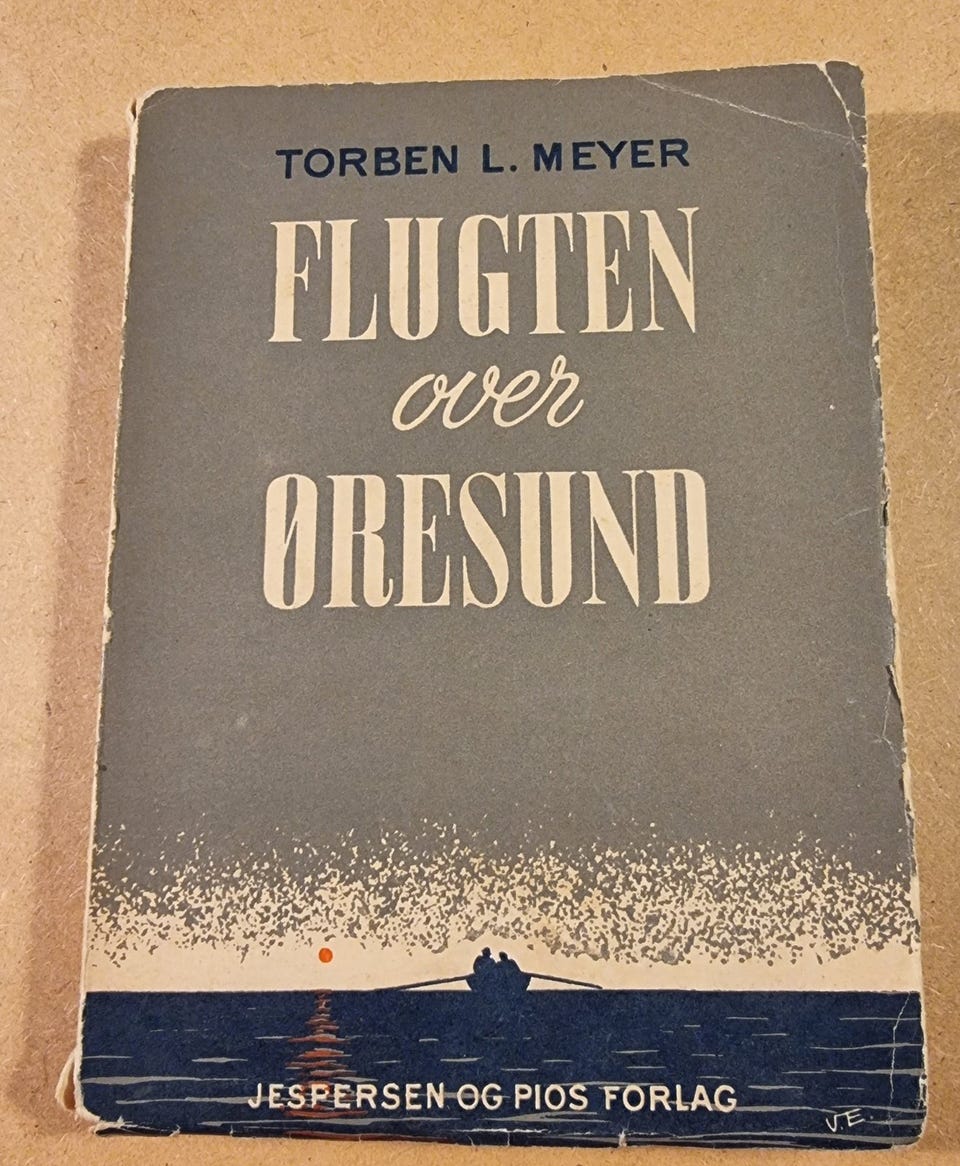 TORBEN L. MEYER
FLUGTEN
over
ØRESUND
JESPERSEN OG PIOS FORLAG
V.E.